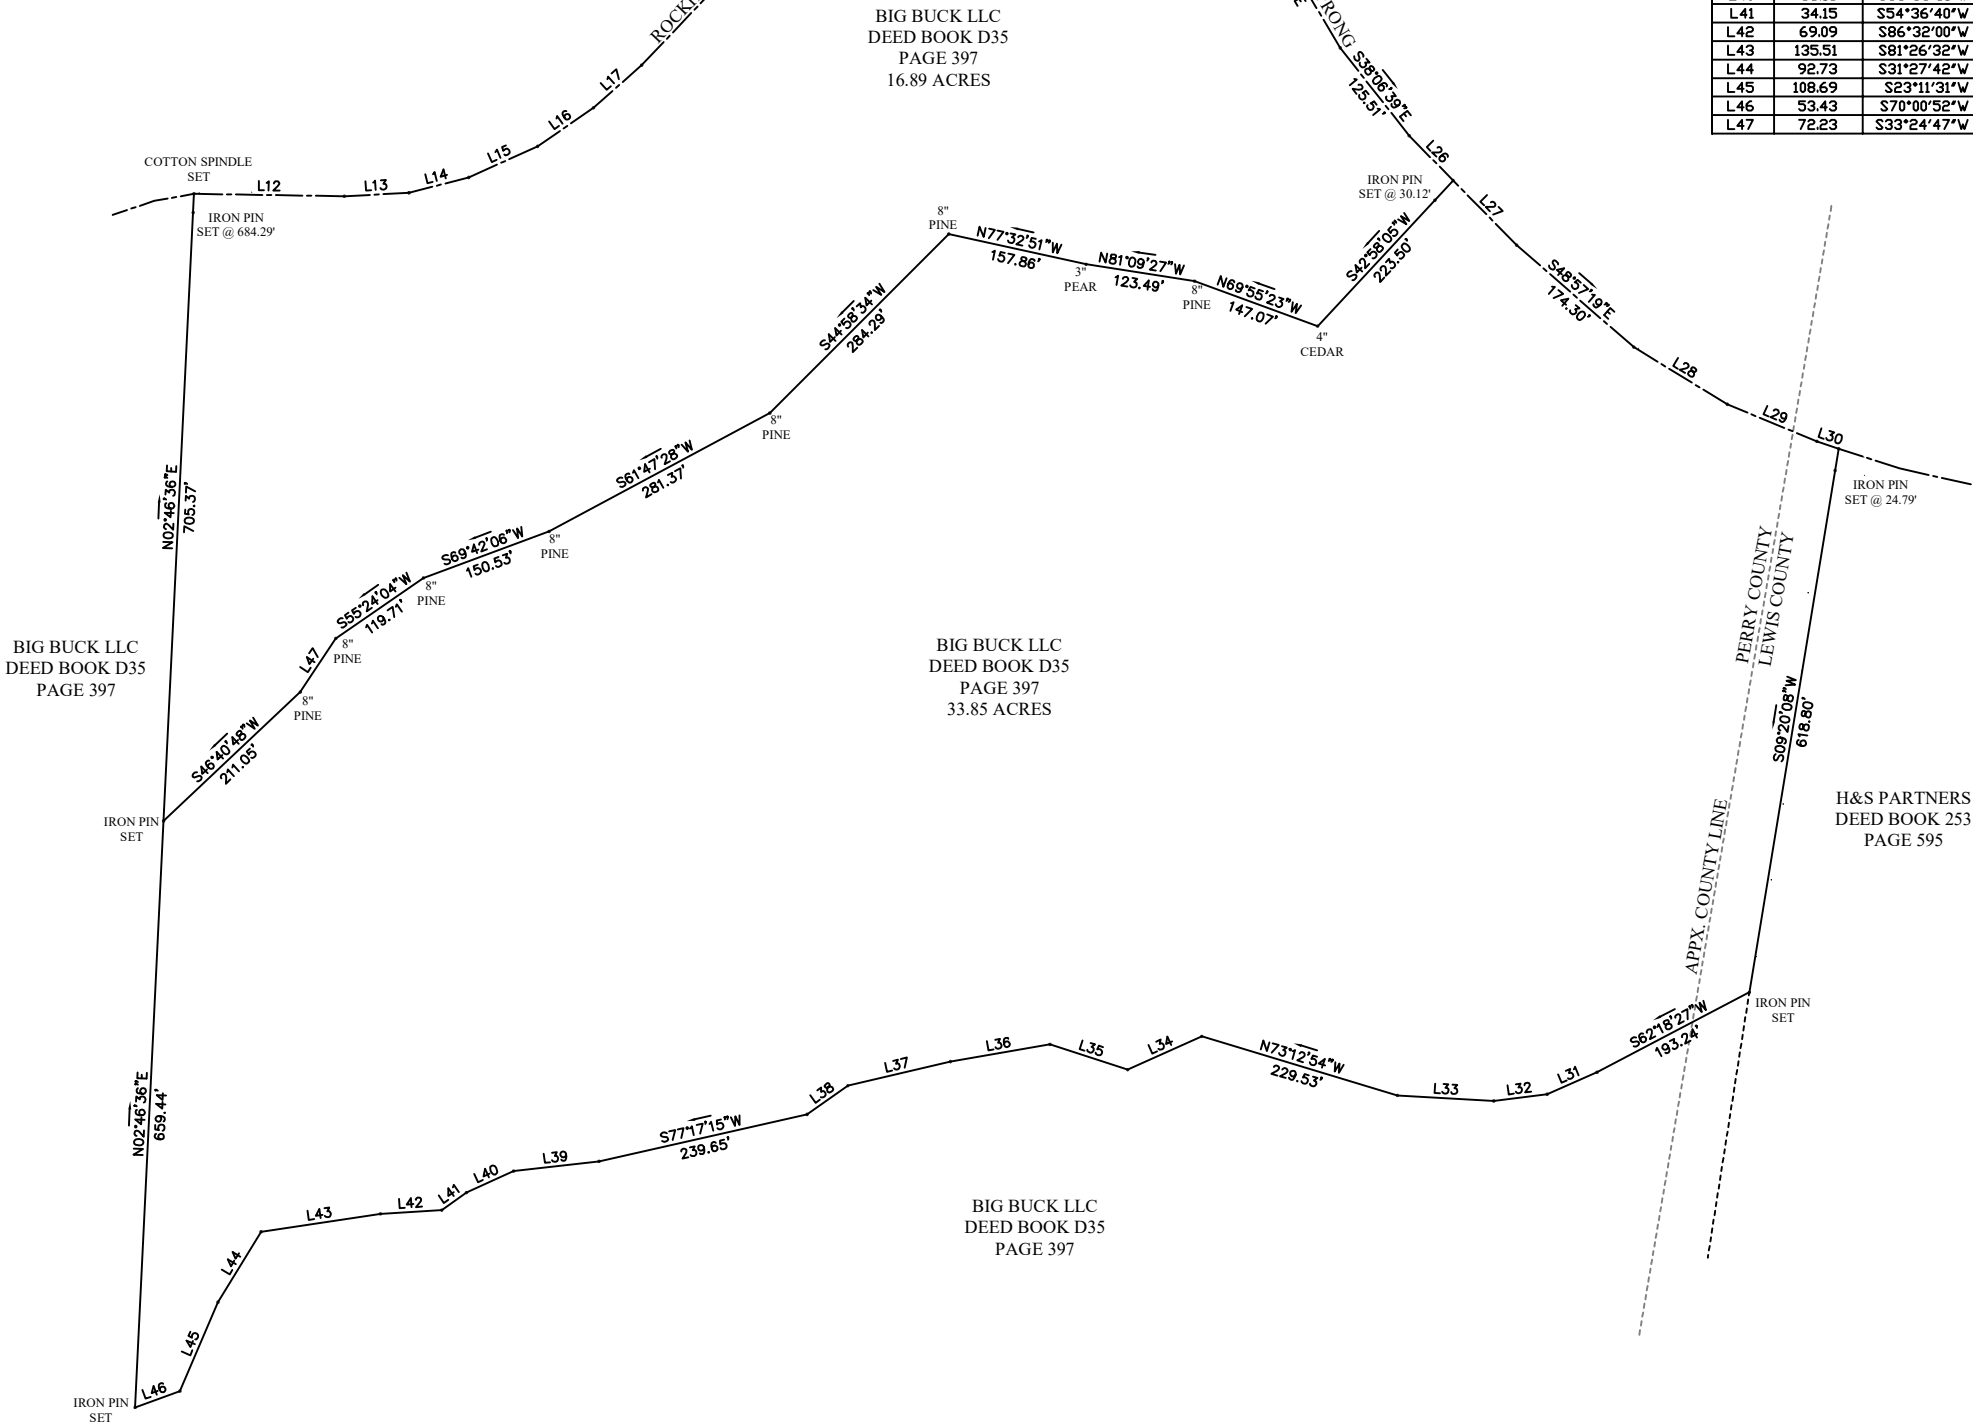 BIG BUCK LLC
DEED BOOK D35
PAGE 397
16.89 ACRES
L41 34.15 S54°36'40"W
L42 69.09 S86°32'00"W
L43 135.51 S81°26'32"W
L44 92.73 S31°27'42"W
L45 108.69 S23°11'31"W
L46 53.43 S70°00'52"W
L47 72.23 S33°24'47"W
L17
L16
L15
L14
L13
L12
COTTON SPINDLE
SET
IRON PIN
SET @ 684.29'
S38°06'39"E
125.51'
L26
IRON PIN
SET @ 30.12'
L27
S48°57'19"E
174.30'
L28
L29
L30
IRON PIN
SET @ 24.79'
8"
PINE
N77°32'51"W
157.86'
3"
PEAR
N81°09'27"W
123.49'
8"
PINE
N69°55'23"W
147.07'
4"
CEDAR
S42°58'05"W
223.50'
S44°58'34"W
284.29'
8"
PINE
S61°47'28"W
281.37'
8"
PINE
S69°42'06"W
150.53'
8"
PINE
S55°24'04"W
119.71'
8"
PINE
L47
8"
PINE
S46°40'48"W
211.05'
N02°46'36"E
705.37'
BIG BUCK LLC
DEED BOOK D35
PAGE 397
BIG BUCK LLC
DEED BOOK D35
PAGE 397
33.85 ACRES
PERRY COUNTY
LEWIS COUNTY
S09°20'08"W
618.80'
H&S PARTNERS
DEED BOOK 253
PAGE 595
APPX. COUNTY LINE
IRON PIN
SET
IRON PIN
SET
S62°18'27"W
193.24'
L31
L32
L33
N73°12'54"W
229.53'
L34
L35
L36
L37
L38
S77°17'15"W
239.65'
L39
L40
L41
L42
L43
L44
L45
L46
N02°46'36"E
659.44'
BIG BUCK LLC
DEED BOOK D35
PAGE 397
IRON PIN
SET